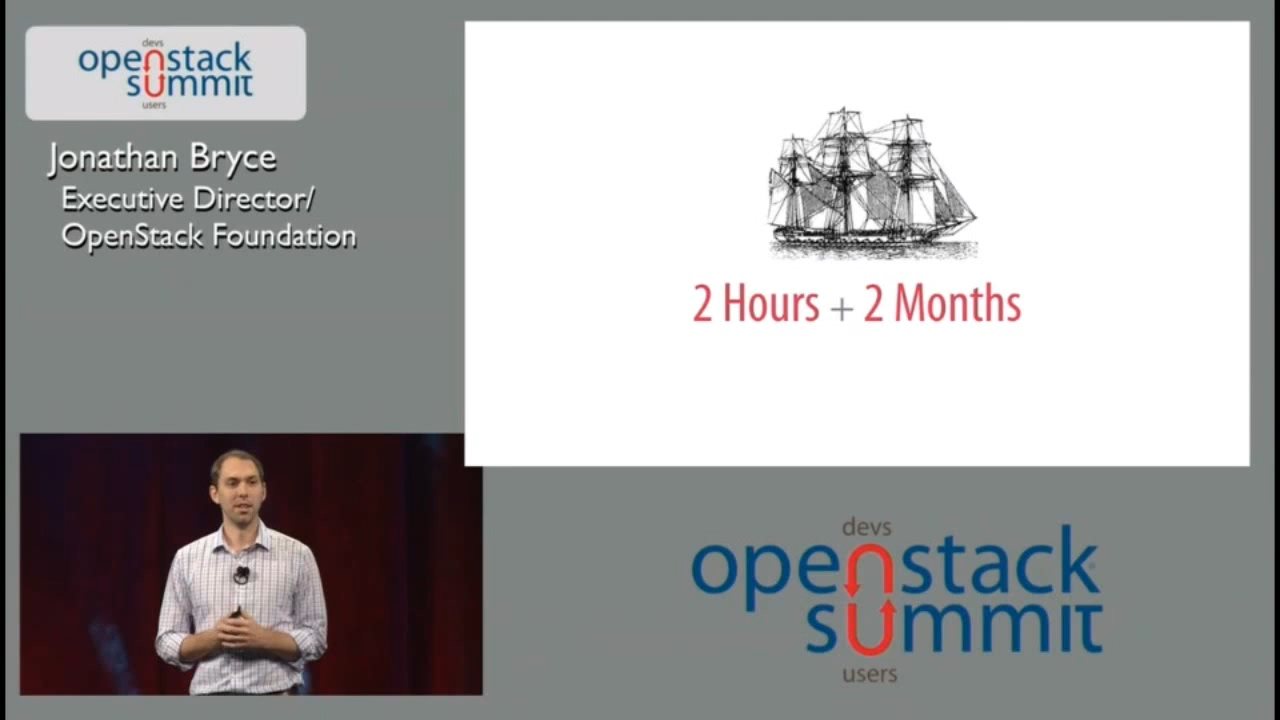 devs
openstack
summit
users
Jonathan Bryce
Executive Director/
OpenStack Foundation
2 Hours + 2 Months
devs
openstack
summit
users